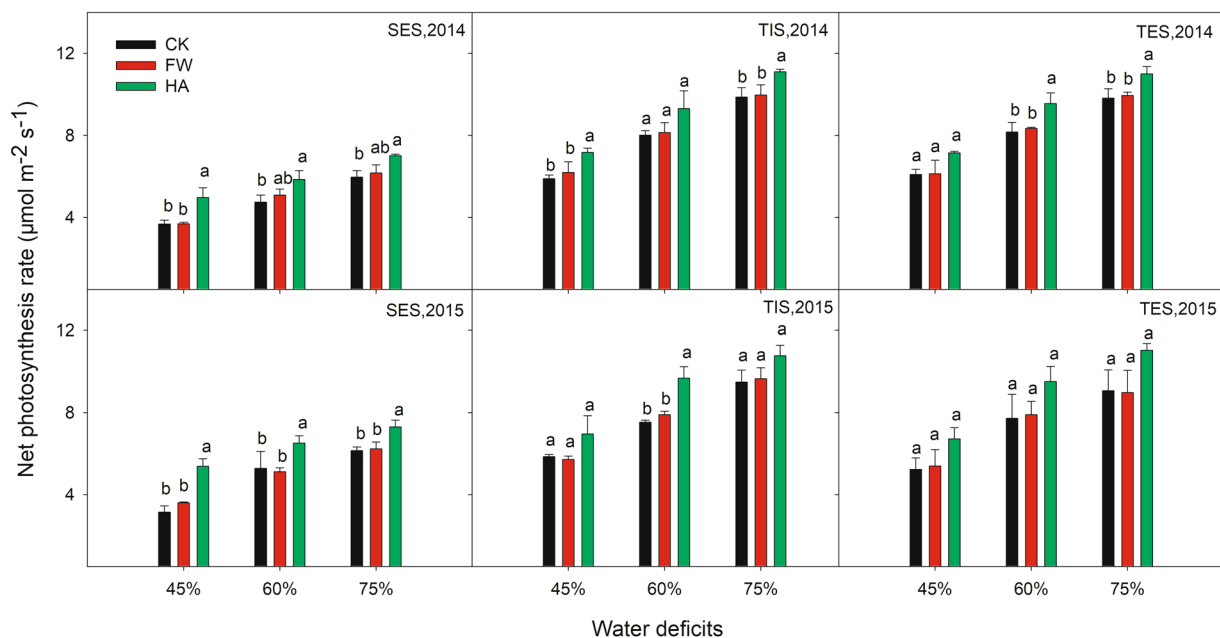 Net photosynthesis rate (µmol m⁻² s⁻¹)
SES,2014
TIS,2014
TES,2014
CK
FW
HA
12
8
4
b b a
b ab a
b ab a
b b a
a a a
b b a
a a a
b b a
b b a
SES,2015
TIS,2015
TES,2015
12
8
4
b b a
b b a
b b a
a a a
b b a
a a a
a a a
a a a
a a a
45% 60% 75% 45% 60% 75% 45% 60% 75%
Water deficits